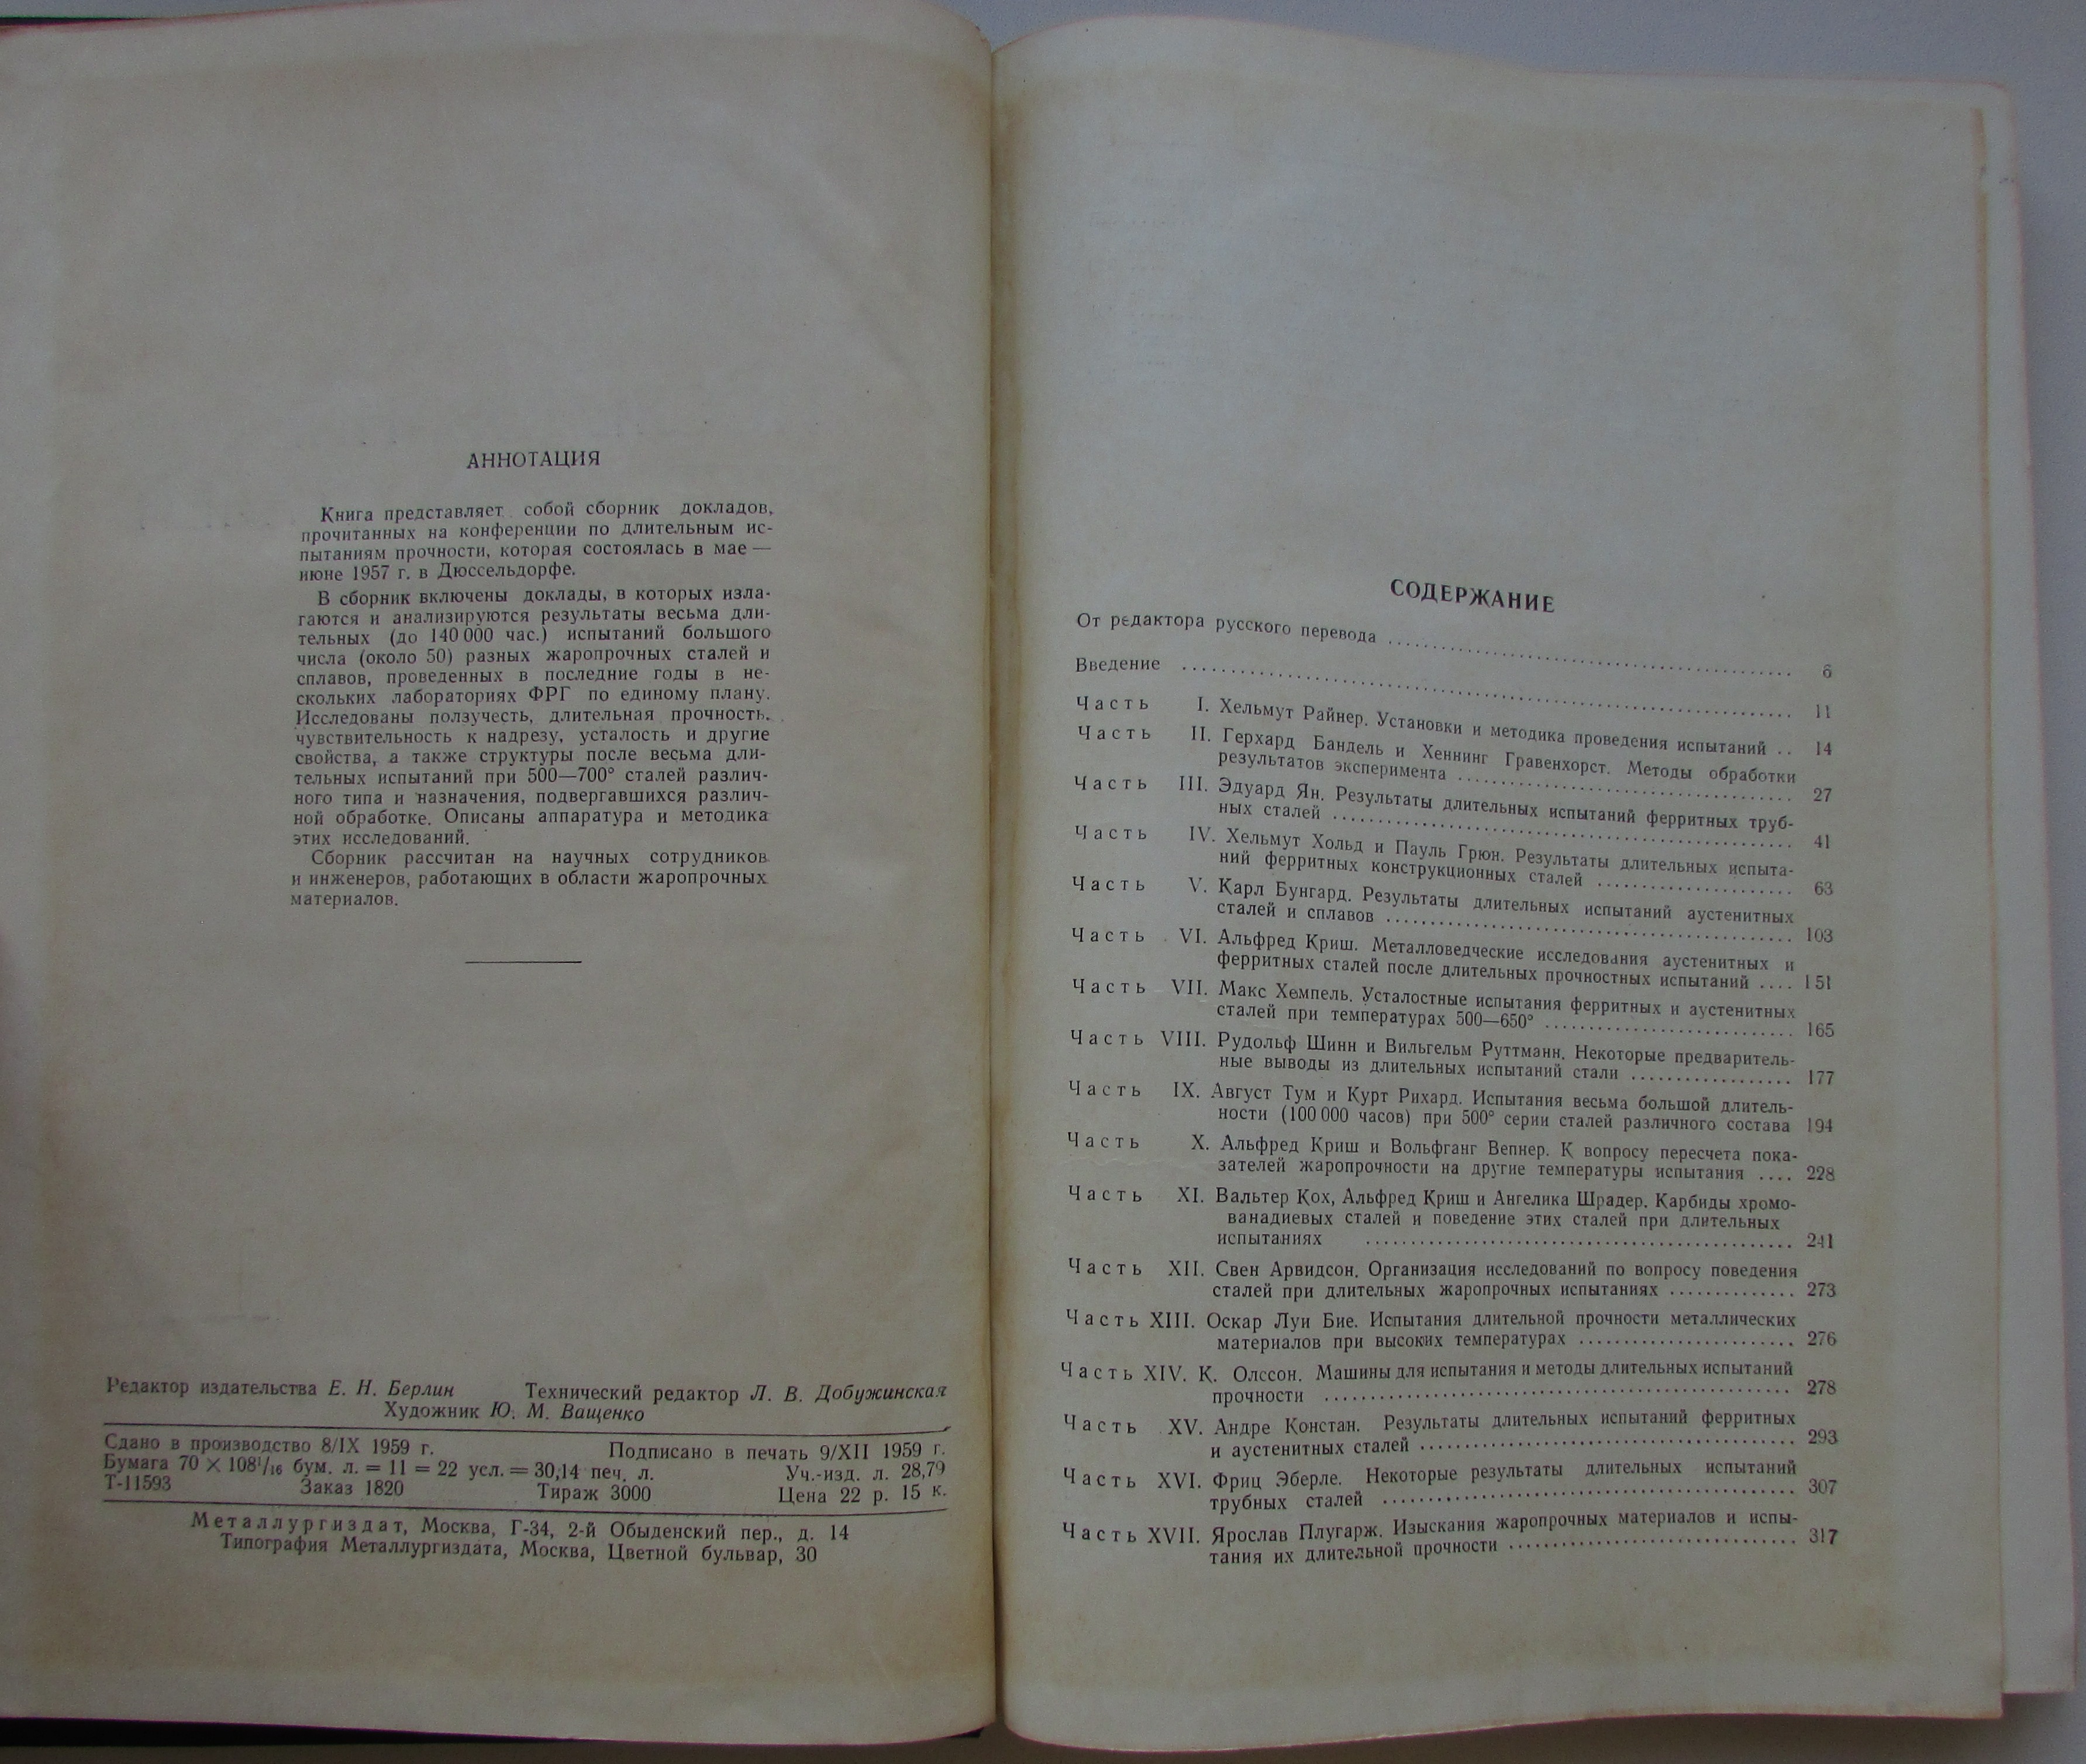 АННОТАЦИЯ
Книга представляет собой сборник докладов,
прочитанных на конференции по длительным ис-
пытаниям прочности, которая состоялась в мае —
июне 1957 г. в Дюссельдорфе.
В сборник включены доклады, в которых изла-
гаются и анализируются результаты весьма дли-
тельных (до 140 000 час.) испытаний большого
числа (около 50) разных жаропрочных сталей и
сплавов, проведенных в последние годы в не-
скольких лабораториях ФРГ по единому плану.
Исследованы ползучесть, длительная прочность,
чувствительность к надрезу, усталость и другие
свойства, а также структуры после весьма дли-
тельных испытаний при 500—700° сталей различ-
ного типа и назначения, подвергавшихся различ-
ной обработке. Описаны аппаратура и методика
этих исследований.
Сборник рассчитан на научных сотрудников
и инженеров, работающих в области жаропрочных
материалов.
Редактор издательства Е. Н. Берлин Технический редактор Л. В. Добужинская
Художник Ю. М. Ващенко
Сдано в производство 8/IX 1959 г. Подписано в печать 9/XII 1959 г.
Бумага 70 × 108¹/₁₆ бум. л. = 11 = 22 усл. = 30,14 печ. л. Уч.-изд. л. 28,79
Т-11593 Заказ 1820 Тираж 3000 Цена 22 р. 15 к.
Металлургиздат, Москва, Г-34, 2-й Обыденский пер., д. 14
Типография Металлургиздата, Москва, Цветной бульвар, 30
СОДЕРЖАНИЕ
От редактора русского перевода .......... 6
Введение .......... 11
Часть I. Хельмут Райнер. Установки и методика проведения испытаний .. 14
Часть II. Герхард Бандель и Хеннинг Гравенхорст. Методы обработки
результатов эксперимента .......... 27
Часть III. Эдуард Ян. Результаты длительных испытаний ферритных труб-
ных сталей .......... 41
Часть IV. Хельмут Хольд и Пауль Грюн. Результаты длительных испыта-
ний ферритных конструкционных сталей .......... 63
Часть V. Карл Бунгард. Результаты длительных испытаний аустенитных
сталей и сплавов .......... 103
Часть VI. Альфред Криш. Металловедческие исследования аустенитных и
ферритных сталей после длительных прочностных испытаний .... 151
Часть VII. Макс Хемпель. Усталостные испытания ферритных и аустенитных
сталей при температурах 500—650° .......... 165
Часть VIII. Рудольф Шинн и Вильгельм Руттманн. Некоторые предваритель-
ные выводы из длительных испытаний стали .......... 177
Часть IX. Август Тум и Курт Рихард. Испытания весьма большой длитель-
ности (100 000 часов) при 500° серии сталей различного состава 194
Часть X. Альфред Криш и Вольфганг Вепнер. К вопросу пересчета пока-
зателей жаропрочности на другие температуры испытания .... 228
Часть XI. Вальтер Кох, Альфред Криш и Ангелика Шрадер. Карбиды хромо-
ванадиевых сталей и поведение этих сталей при длительных
испытаниях .......... 241
Часть XII. Свен Арвидсон. Организация исследований по вопросу поведения
сталей при длительных жаропрочных испытаниях .......... 273
Часть XIII. Оскар Луи Бие. Испытания длительной прочности металлических
материалов при высоких температурах .......... 276
Часть XIV. К. Олссон. Машины для испытания и методы длительных испытаний
прочности .......... 278
Часть XV. Андре Констан. Результаты длительных испытаний ферритных
и аустенитных сталей .......... 293
Часть XVI. Фриц Эберле. Некоторые результаты длительных испытаний
трубных сталей .......... 307
Часть XVII. Ярослав Плугарж. Изыскания жаропрочных материалов и испы-
тания их длительной прочности .......... 317